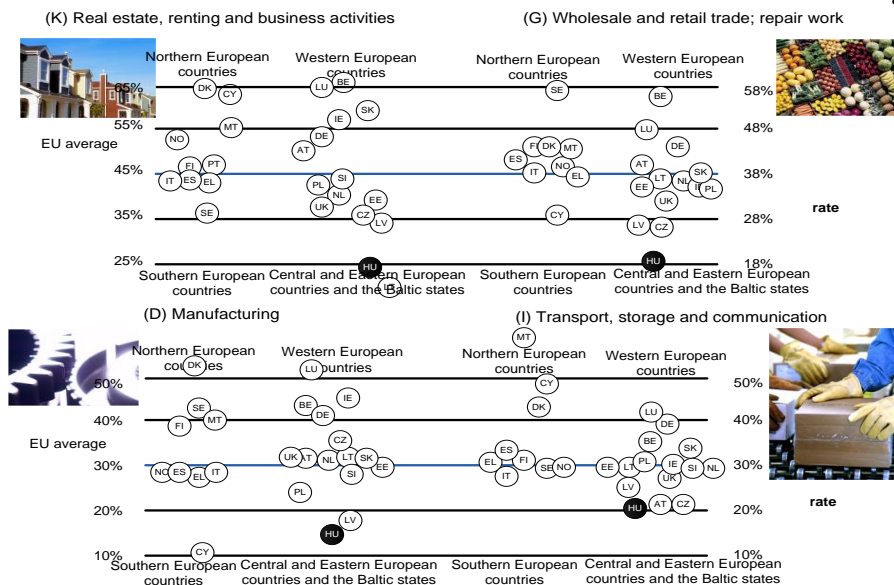 (K) Real estate, renting and business activities
(G) Wholesale and retail trade; repair work
Northern European
countries
Western European
countries
Northern European
countries
Western European
countries
65%
DK
CY
LU
BE
SE
BE
58%
SK
IE
55%
MT
LU
48%
EU average
NO
DE
AT
FI
DK
MT
DE
IT
45%
FI
PT
ES
EL
IT
PL
SI
NL
UK
EE
CZ
LV
ES
NO
EL
AT
38%
LT
EE
NL
SK
PL
UK
rate
35%
SE
CY
LV
CZ
28%
25%
HU
HU
18%
Southern European
countries
Central and Eastern European
countries and the Baltic states
Southern European
countries
Central and Eastern European
countries and the Baltic states
(D) Manufacturing
(I) Transport, storage and communication
MT
Northern European
countries
Western European
countries
Northern European
countries
Western European
countries
DK
LU
50%
CY
50%
SE
FI
MT
BE
IE
DE
DK
LU
DE
40%
40%
EU average
CZ
UK
AT
NL
LT
SK
EE
SI
ES
FI
EL
BE
SK
30%
NO
ES
EL
IT
IT
SE
NO
EE
LT
PL
IE
UK
SI
NL
30%
PL
LV
LV
HU
AT
CZ
rate
20%
20%
HU
10%
CY
10%
Southern European
countries
Central and Eastern European
countries and the Baltic states
Southern European
countries
Central and Eastern European
countries and the Baltic states